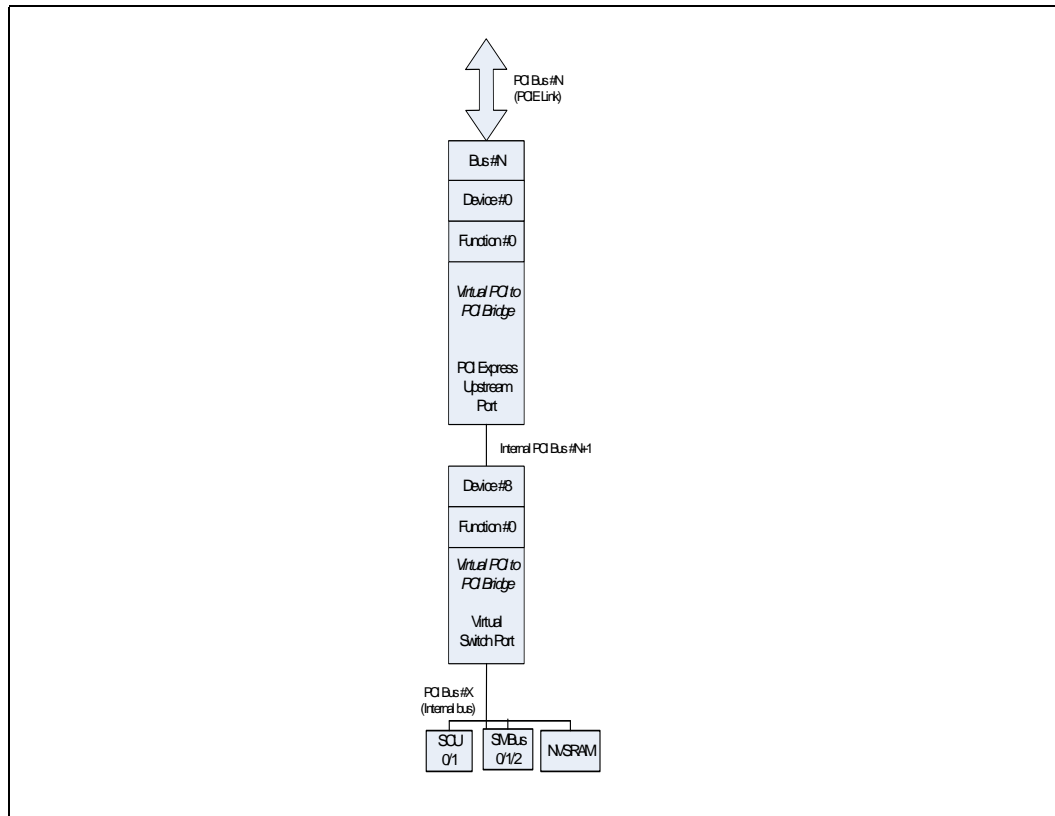 PCI Bus #N
(PCIE Link)
Bus #N
Device #0
Function #0
Virtual PCI to
PCI Bridge
PCI Express
Upstream
Port
Internal PCI Bus #N+1
Device #8
Function #0
Virtual PCI to
PCI Bridge
Virtual
Switch Port
PCI Bus #X
(Internal bus)
SCU
0/1
SMBus
0/1/2
NVSRAM